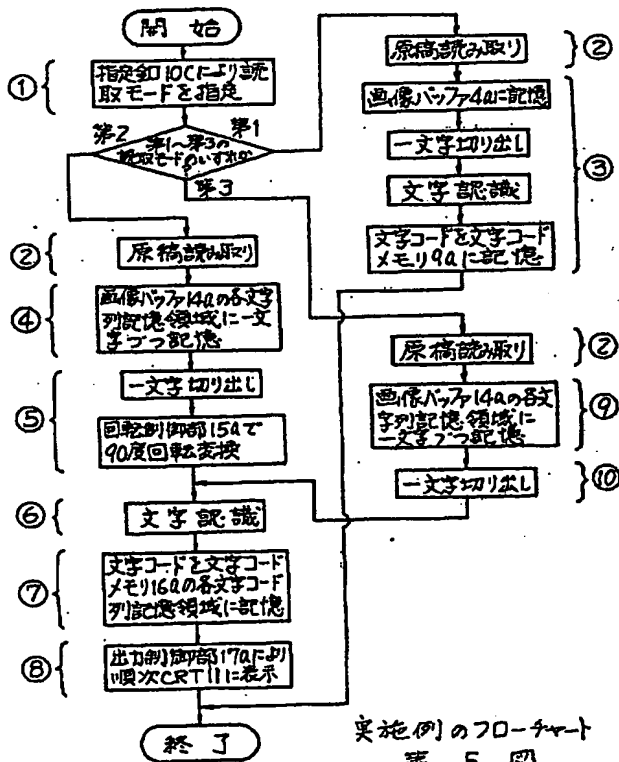 開始
①
指定釦10Cにより読
取モードを指定
第2
第1
第1〜第3の
読取モードのいずれか
?
第3
②
原稿読み取り
④
画像バッファ14aの各文字
列記憶領域に一文
字づつ記憶
⑤
一文字切り出し
回転制御部15aで
90度回転変換
⑥
文字認識
⑦
文字コードを文字コード
メモリ16aの各文字コード
列記憶領域に記憶
⑧
出力制御部17aにより
順次CRT111に表示
終了
原稿読み取り
②
画像バッファ4aに記憶
一文字切り出し
③
文字認識
文字コードを文字コード
メモリ9aに記憶
原稿読み取り
②
画像バッファ14aの各文
字列記憶領域に
一文字づつ記憶
⑨
一文字切り出し
⑩
実施例のフローチャート
第5図